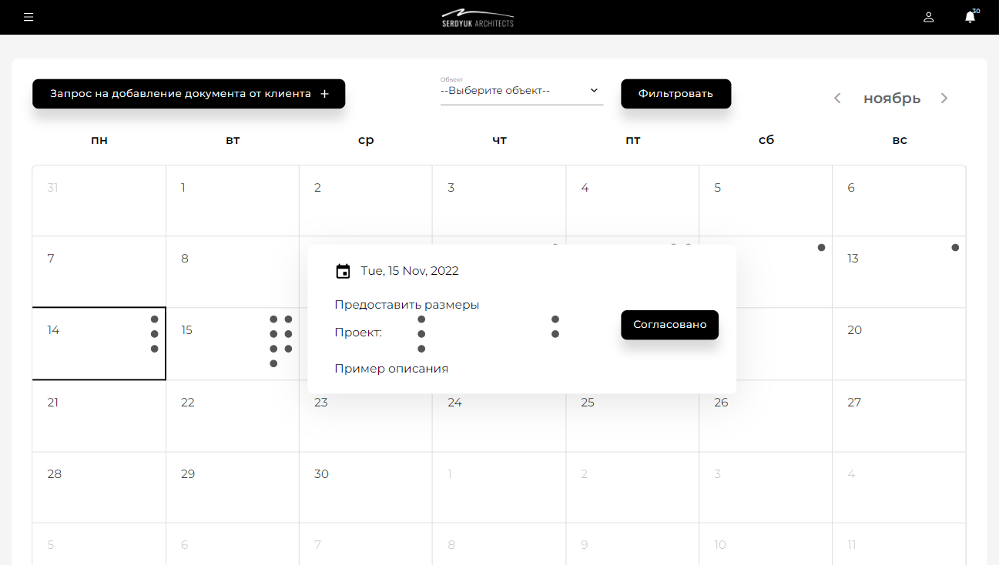 SERDYUK ARCHITECTS
30
Запрос на добавление документа от клиента +
Объект
--Выберите объект--
Фильтровать
ноябрь
пн вт ср чт пт сб вс
31 1 2 3 4 5 6
7 8 13
Tue, 15 Nov, 2022
Предоставить размеры
Согласовано
14 15 20
Проект:
Пример описания
21 22 23 24 25 26 27
28 29 30 1 2 3 4
5 6 7 8 9 10 11